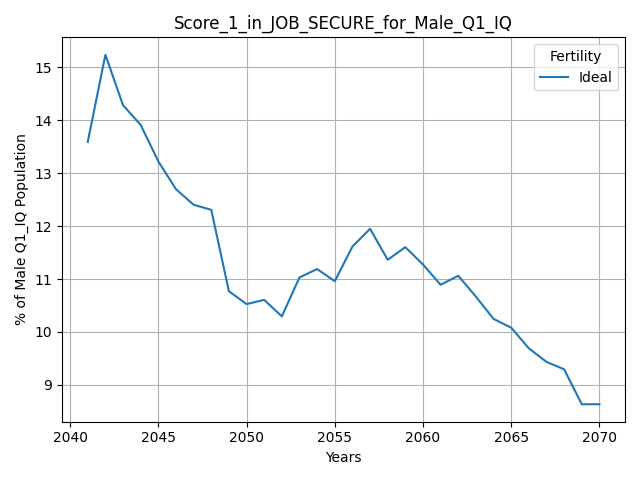 Score_1_in_JOB_SECURE_for_Male_Q1_IQ
Fertility
Ideal
% of Male Q1_IQ Population
15
14
13
12
11
10
9
2040 2045 2050 2055 2060 2065 2070
Years